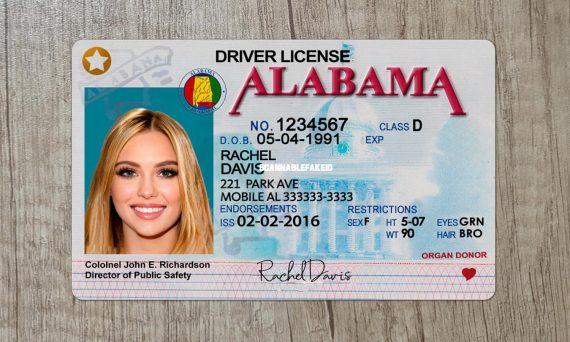 DRIVER LICENSE
ALABAMA
NO. 1234567 CLASS D
D.O.B. 05-04-1991 EXP
RACHEL
DAVIS
SCANNABLEFAKEID
221 PARK AVE
MOBILE AL 333333-3333
ENDORSEMENTS RESTRICTIONS
ISS 02-02-2016 SEX F HT 5-07 EYES GRN
WT 90 HAIR BRO
ORGAN DONOR
Cololnel John E. Richardson
Director of Public Safety
Rachel Davis